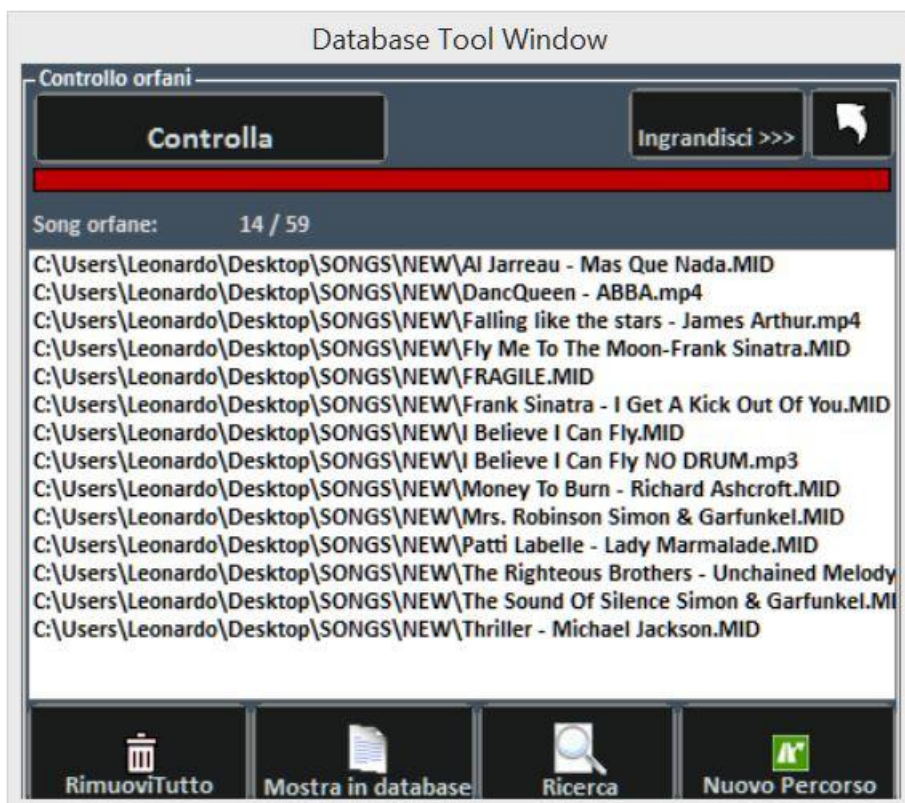 Database Tool Window
Controllo orfani
Controlla
Ingrandisci >>>
Song orfane: 14 / 59
C:\Users\Leonardo\Desktop\SONGS\NEW\Al Jarreau - Mas Que Nada.MID
C:\Users\Leonardo\Desktop\SONGS\NEW\DancQueen - ABBA.mp4
C:\Users\Leonardo\Desktop\SONGS\NEW\Falling like the stars - James Arthur.mp4
C:\Users\Leonardo\Desktop\SONGS\NEW\Fly Me To The Moon-Frank Sinatra.MID
C:\Users\Leonardo\Desktop\SONGS\NEW\FRAGILE.MID
C:\Users\Leonardo\Desktop\SONGS\NEW\Frank Sinatra - I Get A Kick Out Of You.MID
C:\Users\Leonardo\Desktop\SONGS\NEW\I Believe I Can Fly.MID
C:\Users\Leonardo\Desktop\SONGS\NEW\I Believe I Can Fly NO DRUM.mp3
C:\Users\Leonardo\Desktop\SONGS\NEW\Money To Burn - Richard Ashcroft.MID
C:\Users\Leonardo\Desktop\SONGS\NEW\Mrs. Robinson Simon & Garfunkel.MID
C:\Users\Leonardo\Desktop\SONGS\NEW\Patti Labelle - Lady Marmalade.MID
C:\Users\Leonardo\Desktop\SONGS\NEW\The Righteous Brothers - Unchained Melody
C:\Users\Leonardo\Desktop\SONGS\NEW\The Sound Of Silence Simon & Garfunkel.MI
C:\Users\Leonardo\Desktop\SONGS\NEW\Thriller - Michael Jackson.MID
RimuoviTutto Mostra in database Ricerca Nuovo Percorso